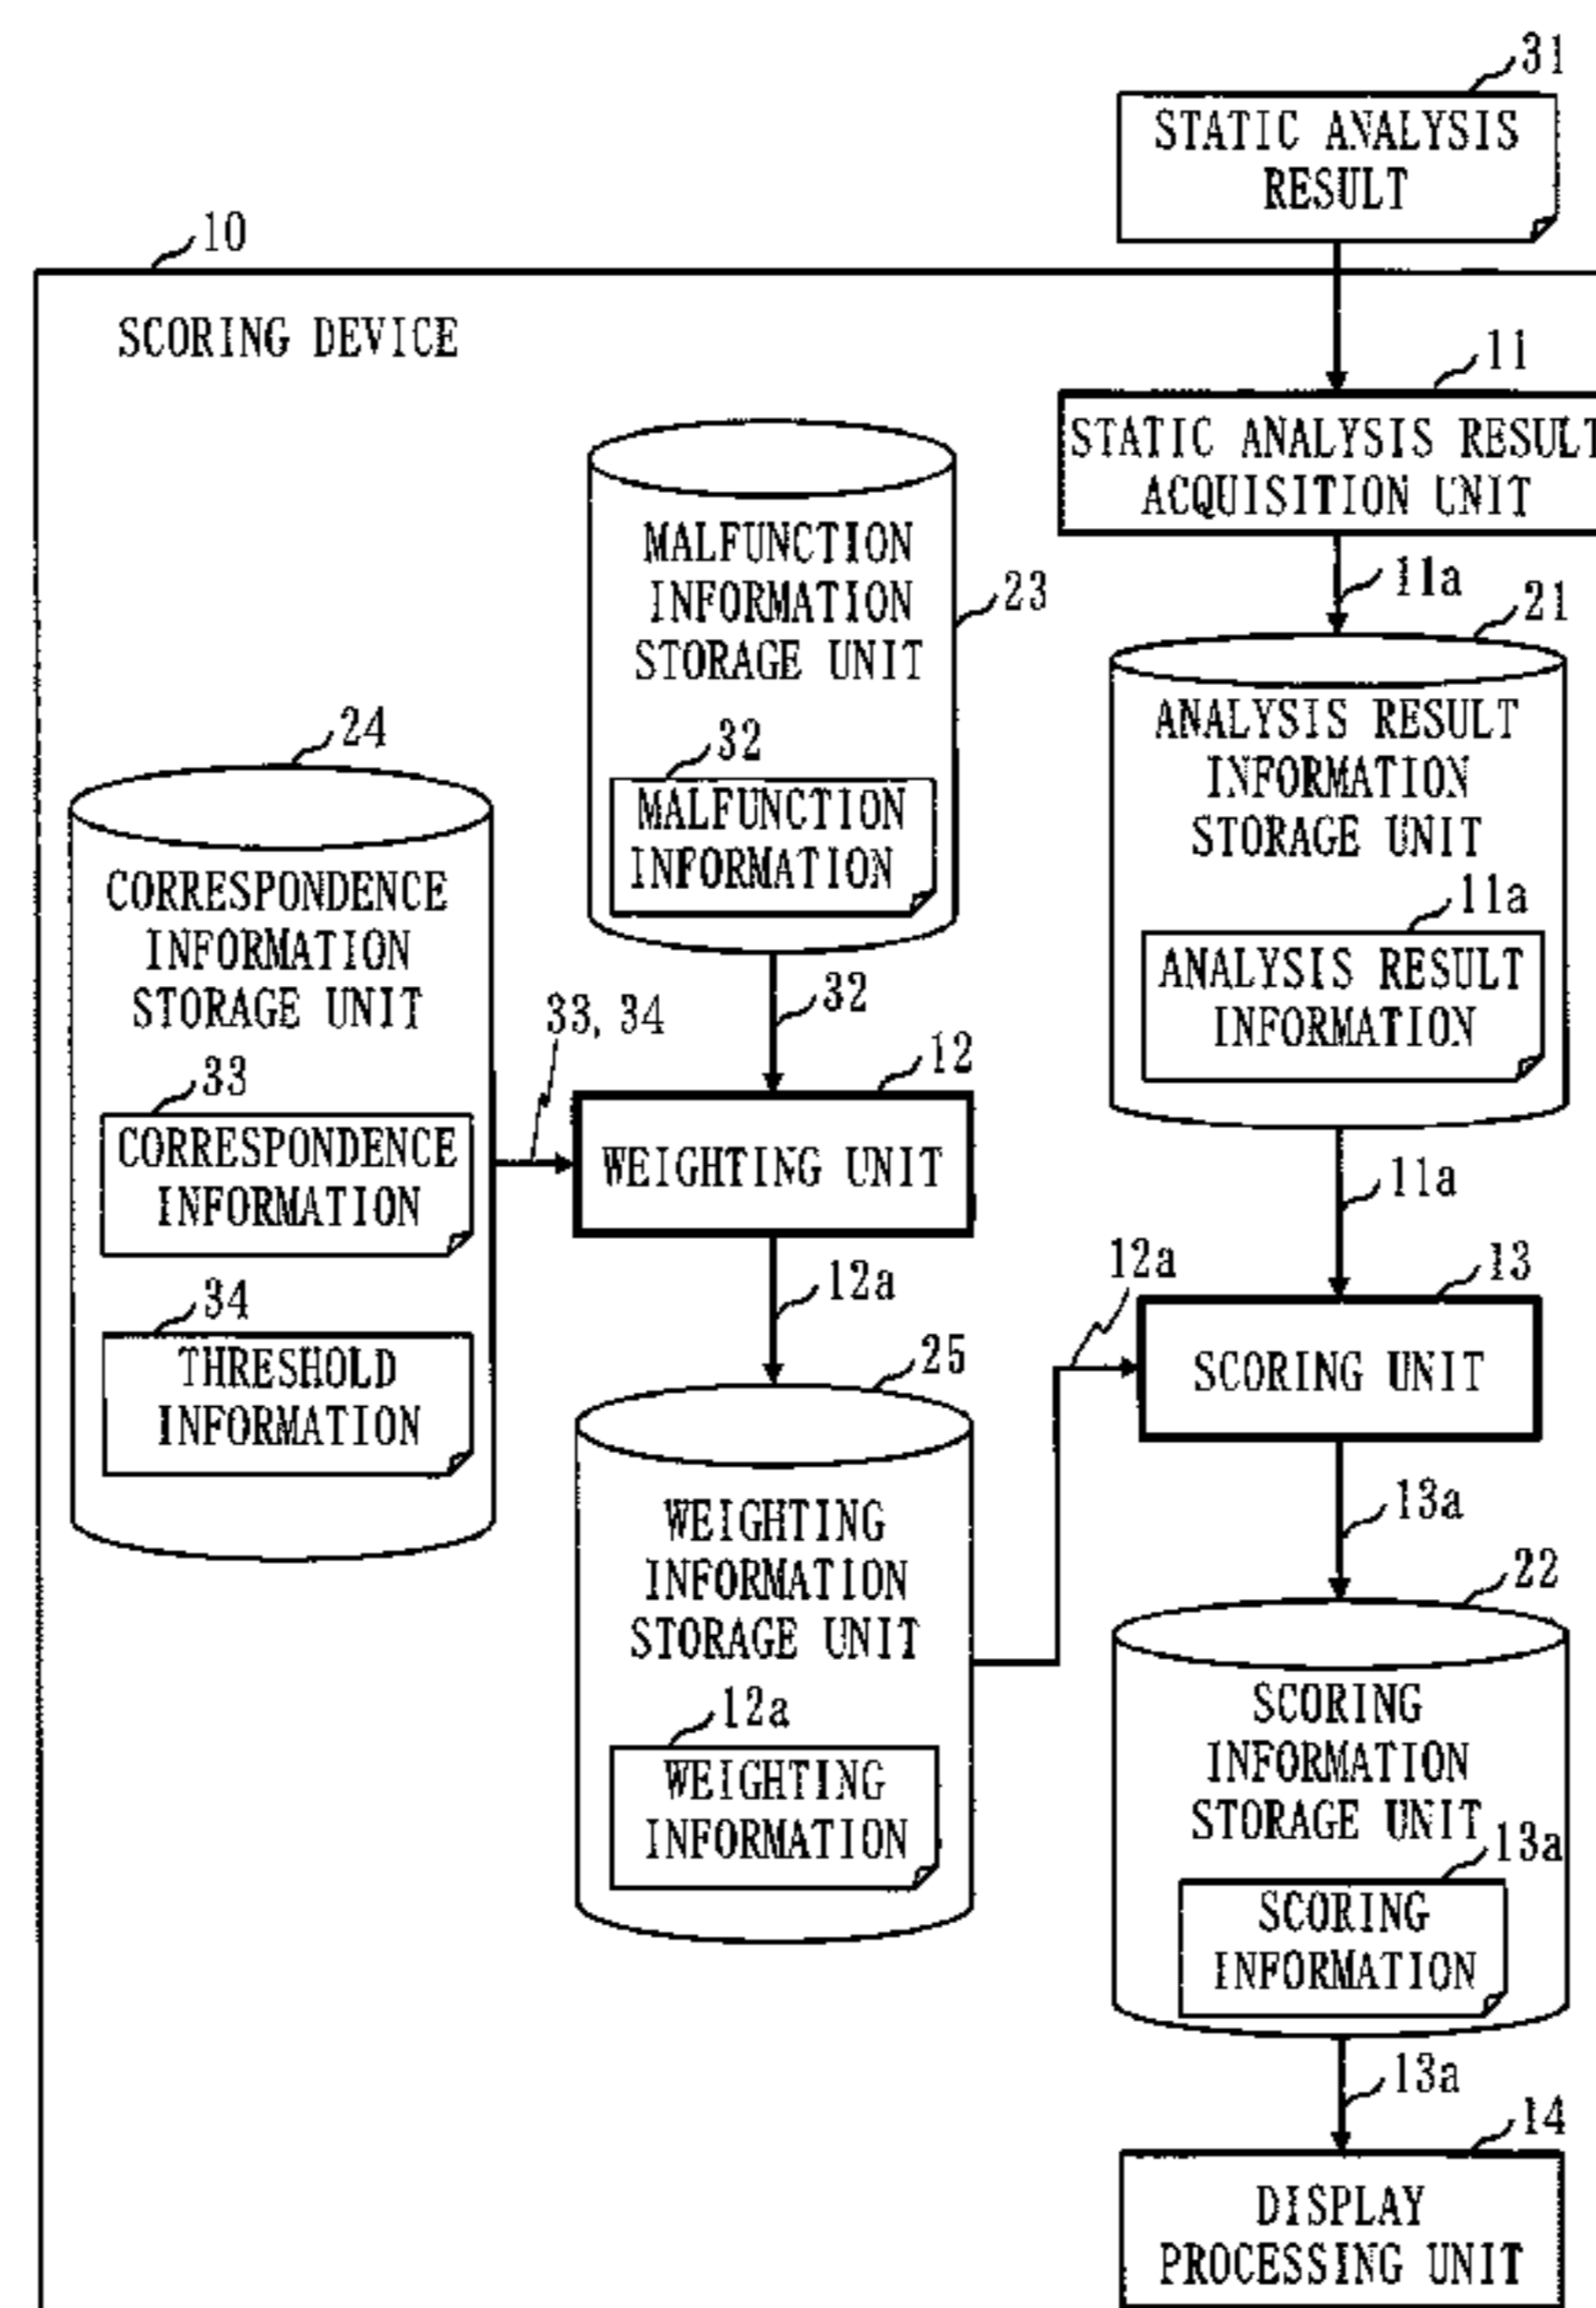 31
STATIC ANALYSIS
RESULT
10
SCORING DEVICE
11
STATIC ANALYSIS RESULT
ACQUISITION UNIT
11a
21
ANALYSIS RESULT
INFORMATION
STORAGE UNIT
11a
ANALYSIS RESULT
INFORMATION
11a
MALFUNCTION
INFORMATION
STORAGE UNIT
23
32
MALFUNCTION
INFORMATION
32
24
CORRESPONDENCE
INFORMATION
STORAGE UNIT
33
CORRESPONDENCE
INFORMATION
34
THRESHOLD
INFORMATION
33, 34
12
WEIGHTING UNIT
12a
25
WEIGHTING
INFORMATION
STORAGE UNIT
12a
WEIGHTING
INFORMATION
12a
13
SCORING UNIT
13a
22
SCORING
INFORMATION
STORAGE UNIT
13a
SCORING
INFORMATION
13a
14
DISPLAY
PROCESSING UNIT